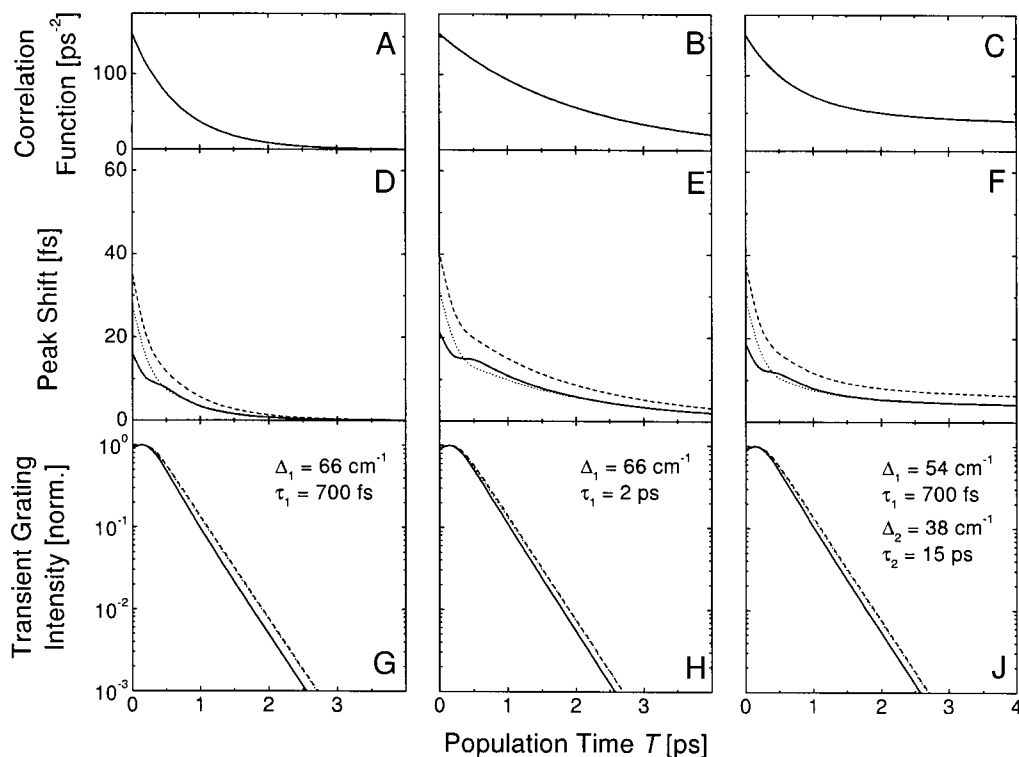 A
B
C
Correlation
Function [ps⁻²]
100
0
D
E
F
Peak Shift [fs]
60
40
20
0
Δ₁ = 66 cm⁻¹
τ₁ = 700 fs
Δ₁ = 66 cm⁻¹
τ₁ = 2 ps
Δ₁ = 54 cm⁻¹
τ₁ = 700 fs
Δ₂ = 38 cm⁻¹
τ₂ = 15 ps
Transient Grating
Intensity [norm.]
10⁰
10⁻¹
10⁻²
10⁻³
G
H
J
0 1 2 3 0 1 2 3 0 1 2 3 4
Population Time T [ps]